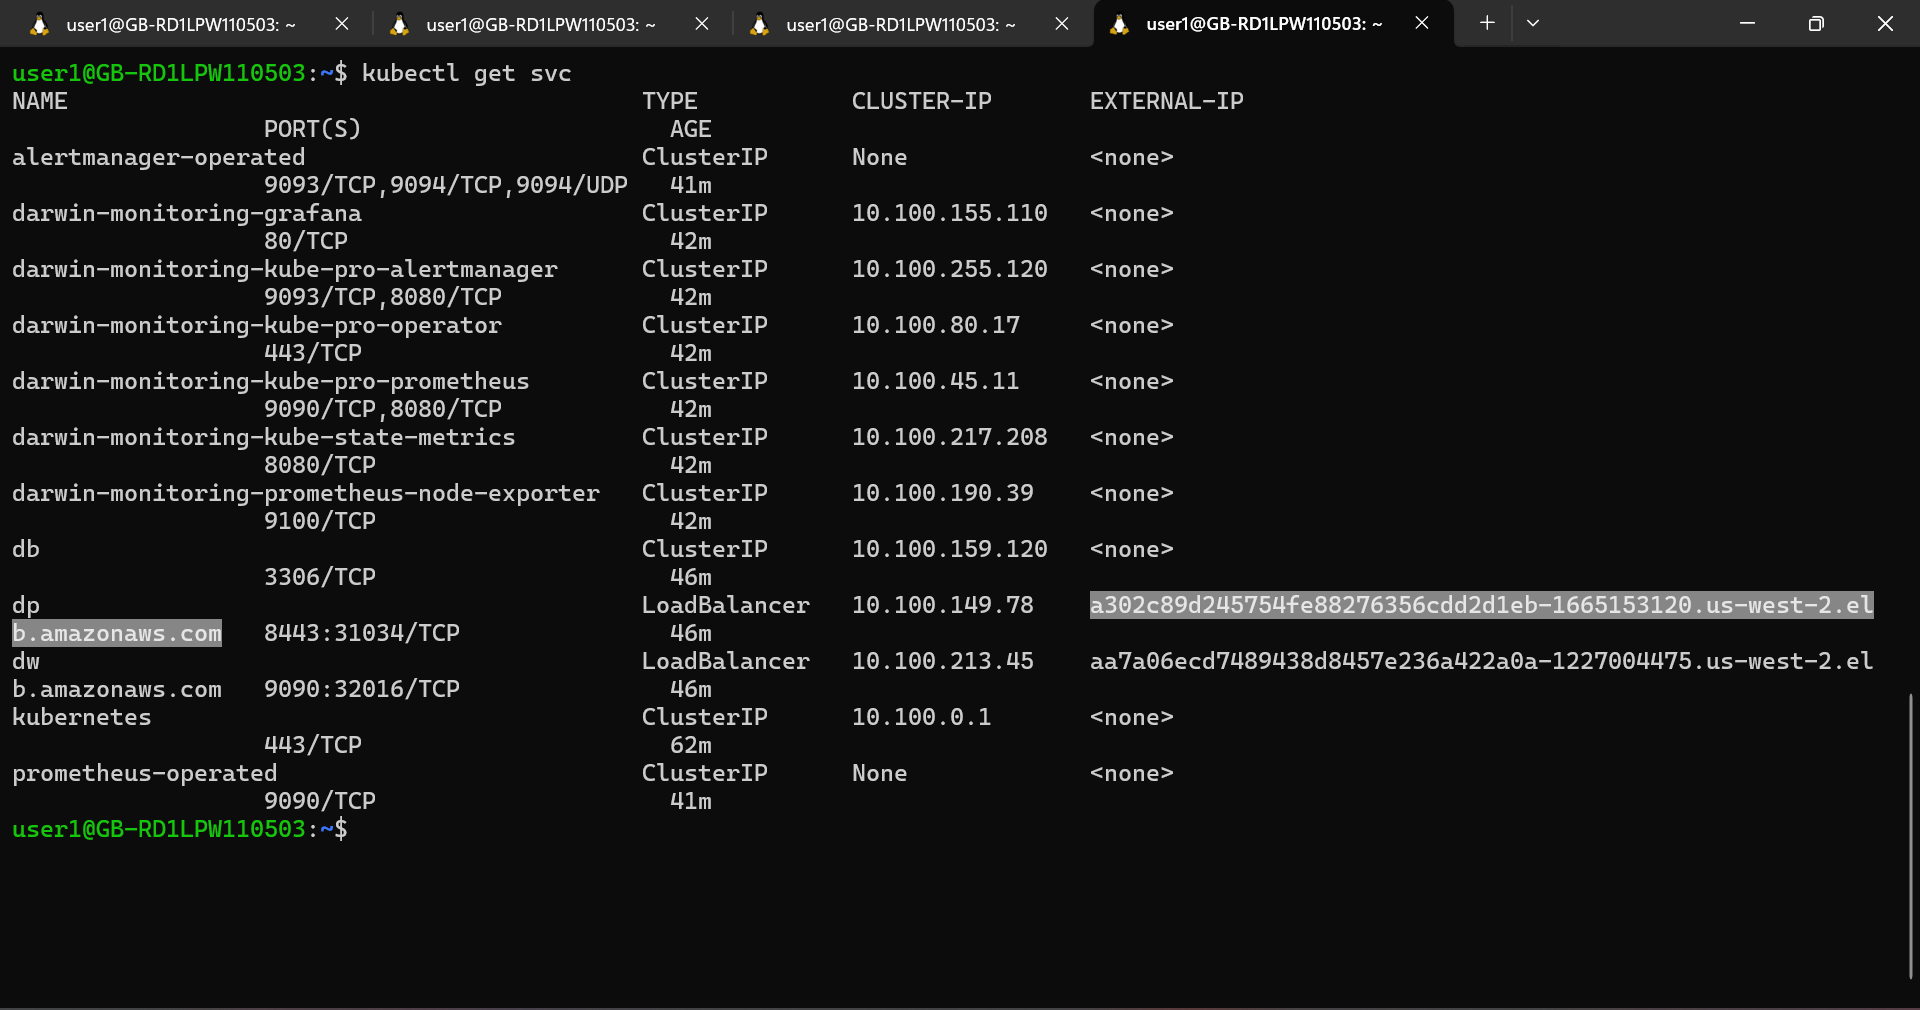 user1@GB-RD1LPW110503: ~ user1@GB-RD1LPW110503: ~ user1@GB-RD1LPW110503: ~ user1@GB-RD1LPW110503: ~
user1@GB-RD1LPW110503:~$ kubectl get svc
NAME TYPE CLUSTER-IP EXTERNAL-IP
PORT(S) AGE
alertmanager-operated ClusterIP None <none>
9093/TCP,9094/TCP,9094/UDP 41m
darwin-monitoring-grafana ClusterIP 10.100.155.110 <none>
80/TCP 42m
darwin-monitoring-kube-pro-alertmanager ClusterIP 10.100.255.120 <none>
9093/TCP,8080/TCP 42m
darwin-monitoring-kube-pro-operator ClusterIP 10.100.80.17 <none>
443/TCP 42m
darwin-monitoring-kube-pro-prometheus ClusterIP 10.100.45.11 <none>
9090/TCP,8080/TCP 42m
darwin-monitoring-kube-state-metrics ClusterIP 10.100.217.208 <none>
8080/TCP 42m
darwin-monitoring-prometheus-node-exporter ClusterIP 10.100.190.39 <none>
9100/TCP 42m
db ClusterIP 10.100.159.120 <none>
3306/TCP 46m
dp LoadBalancer 10.100.149.78 a302c89d245754fe88276356cdd2d1eb-1665153120.us-west-2.el
b.amazonaws.com 8443:31034/TCP 46m
dw LoadBalancer 10.100.213.45 aa7a06ecd7489438d8457e236a422a0a-1227004475.us-west-2.el
b.amazonaws.com 9090:32016/TCP 46m
kubernetes ClusterIP 10.100.0.1 <none>
443/TCP 62m
prometheus-operated ClusterIP None <none>
9090/TCP 41m
user1@GB-RD1LPW110503:~$